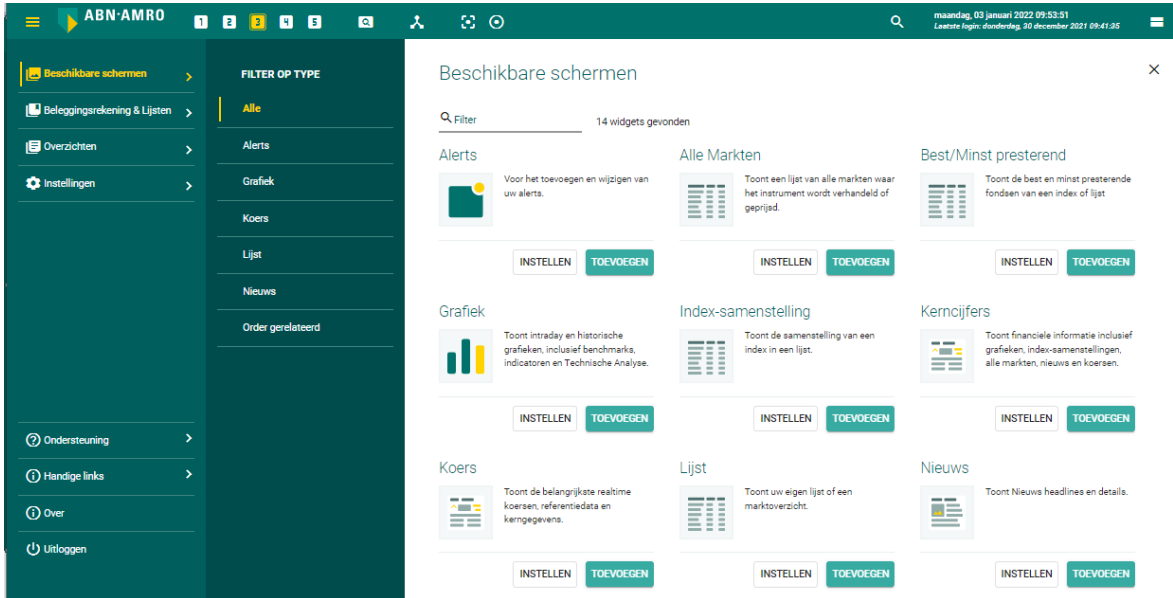 ABN·AMRO
1 2 3 4 5
maandag, 03 januari 2022 09:53:51
Laatste login: donderdag, 30 december 2021 09:41:35
Beschikbare schermen
Beleggingsrekening & Lijsten
Overzichten
Instellingen
Ondersteuning
Handige links
Over
Uitloggen
FILTER OP TYPE
Alle
Alerts
Grafiek
Koers
Lijst
Nieuws
Order gerelateerd
Beschikbare schermen
Filter
14 widgets gevonden
Alerts
Voor het toevoegen en wijzigen van
uw alerts.
INSTELLEN TOEVOEGEN
Alle Markten
Toont een lijst van alle markten waar
het instrument wordt verhandeld of
geprijsd.
INSTELLEN TOEVOEGEN
Best/Minst presterend
Toont de best en minst presterende
fondsen van een index of lijst
INSTELLEN TOEVOEGEN
Grafiek
Toont intraday en historische
grafieken, inclusief benchmarks,
indicatoren en Technische Analyse.
INSTELLEN TOEVOEGEN
Index-samenstelling
Toont de samenstelling van een
index in een lijst.
INSTELLEN TOEVOEGEN
Kerncijfers
Toont financiele informatie inclusief
grafieken, index-samenstellingen,
alle markten, nieuws en koersen.
INSTELLEN TOEVOEGEN
Koers
Toont de belangrijkste realtime
koersen, referentiedata en
kerngegevens.
INSTELLEN TOEVOEGEN
Lijst
Toont uw eigen lijst of een
marktoverzicht.
INSTELLEN TOEVOEGEN
Nieuws
Toont Nieuws headlines en details.
INSTELLEN TOEVOEGEN